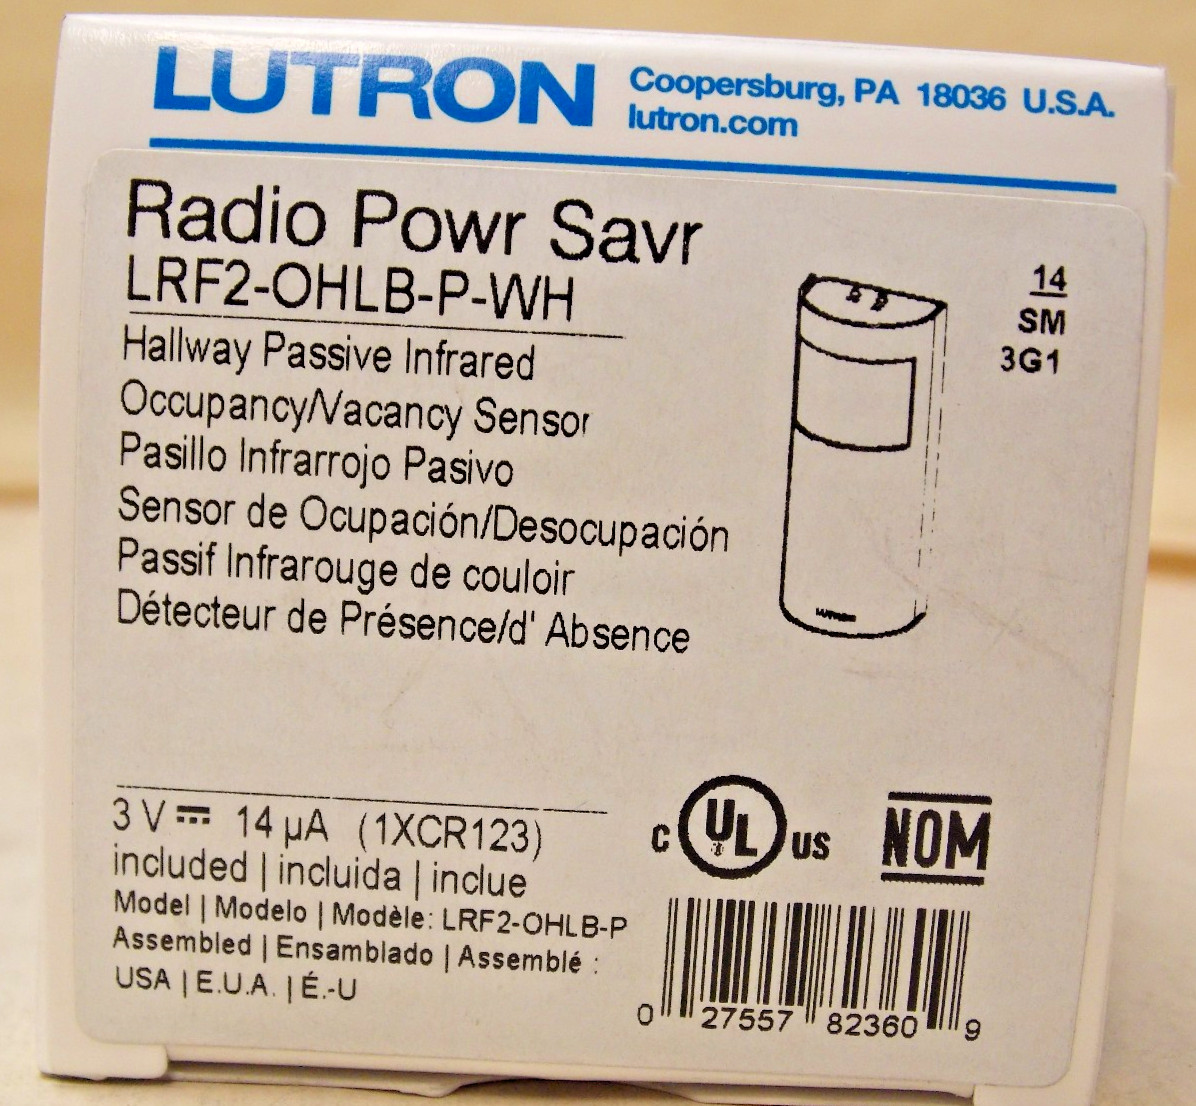 LUTRON
Coopersburg, PA 18036 U.S.A.
lutron.com
Radio Powr Savr
LRF2-OHLB-P-WH
14
SM
3G1
Hallway Passive Infrared
Occupancy/Vacancy Sensor
Pasillo Infrarrojo Pasivo
Sensor de Ocupación/Desocupación
Passif Infrarouge de couloir
Détecteur de Présence/d' Absence
LUTRON
3 V ⎓ 14 µA (1XCR123)
included | incluida | inclue
Model | Modelo | Modèle: LRF2-OHLB-P
Assembled | Ensamblado | Assemblé :
USA | E.U.A. | É.-U
C UL US
NOM
0 27557 82360 9